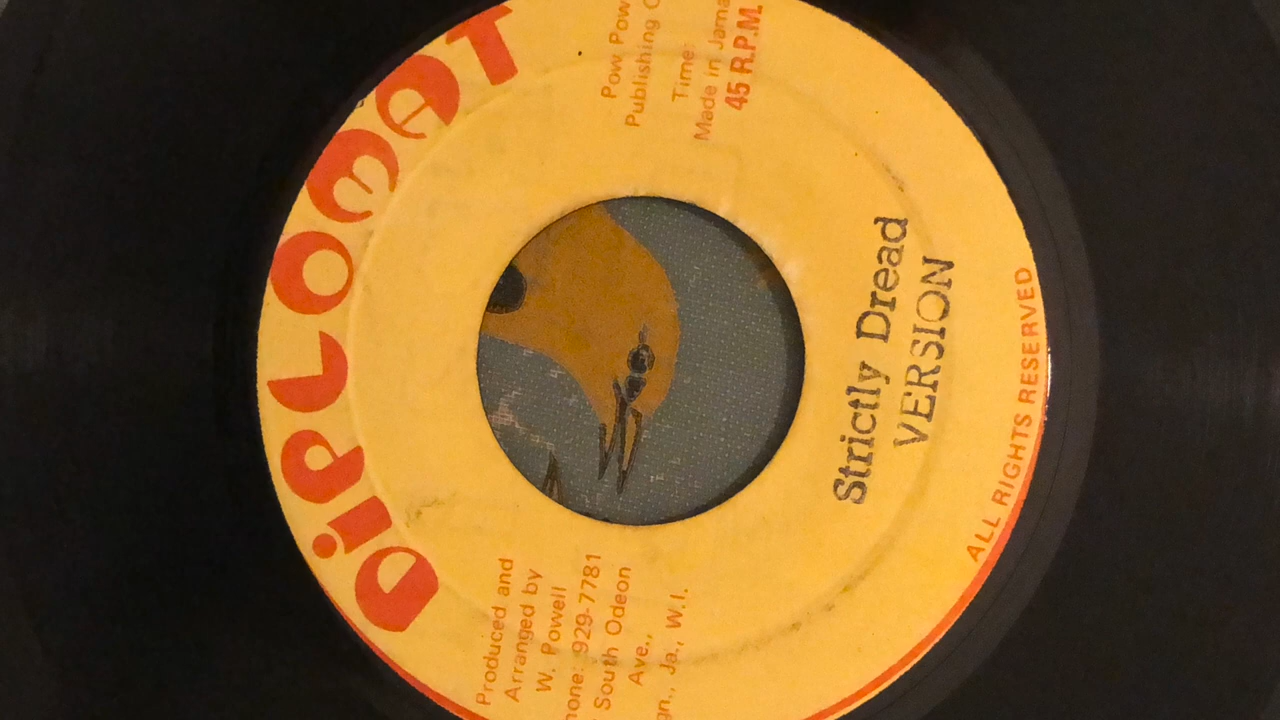 DIPLOMAT
Produced and
Arranged by
W. Powell
hone: 929-7781
South Odeon
Ave.,
gn., Ja., W.I.
Pow Pow
Publishing C
Time:
Made in Jama
45 R.P.M.
Strictly Dread
VERSION
ALL RIGHTS RESERVED